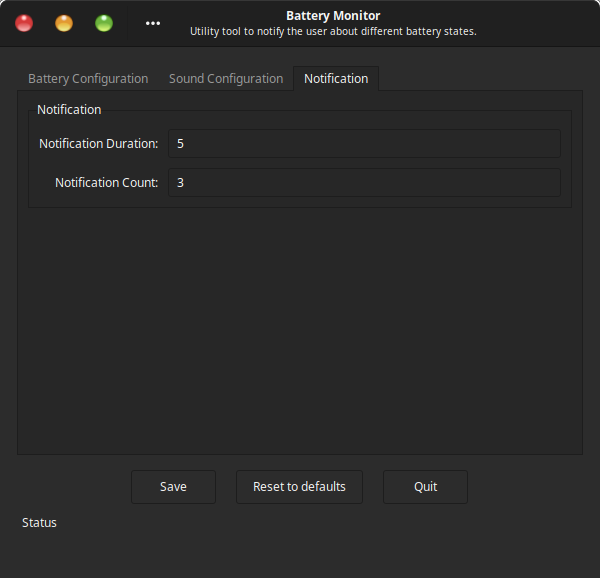 Battery Monitor
Utility tool to notify the user about different battery states.
Battery Configuration Sound Configuration Notification
Notification
Notification Duration: 5
Notification Count: 3
Save Reset to defaults Quit
Status